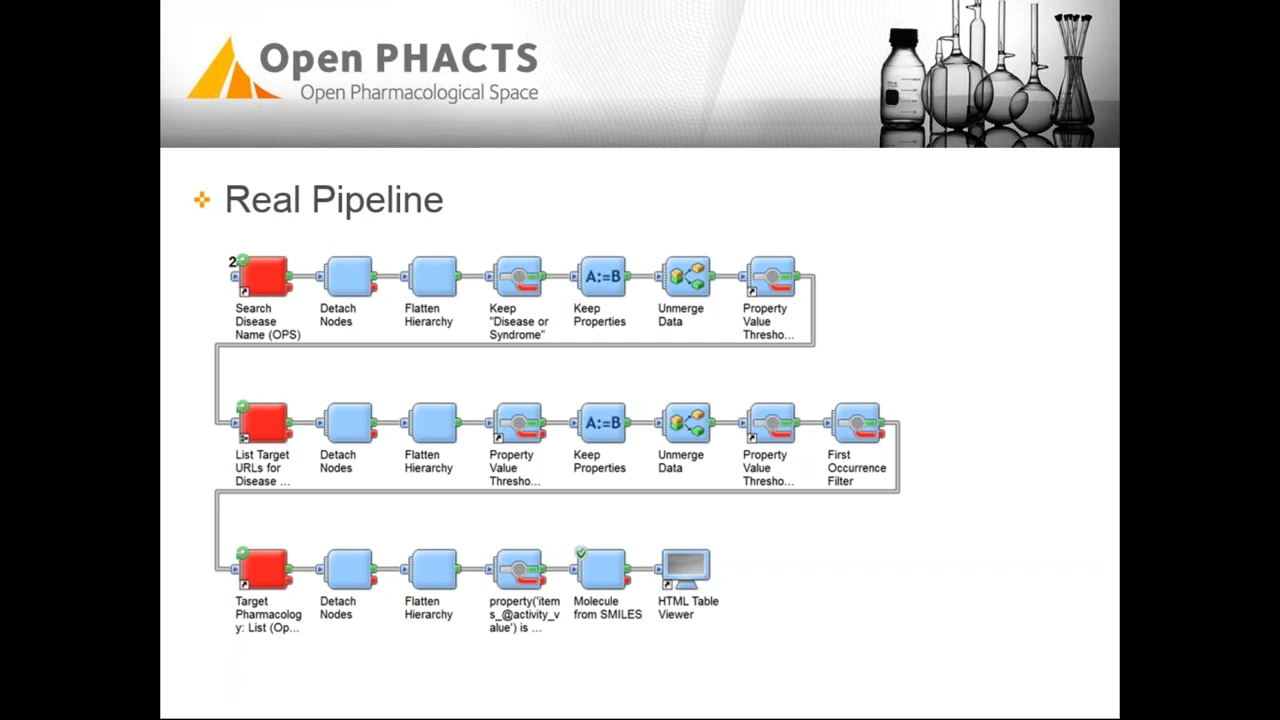 Open PHACTS
Open Pharmacological Space
Real Pipeline
2
Search
Disease
Name (OPS)
Detach
Nodes
Flatten
Hierarchy
Keep
"Disease or
Syndrome"
A:=B
Keep
Properties
Unmerge
Data
Property
Value
Thresho...
List Target
URLs for
Disease ...
Detach
Nodes
Flatten
Hierarchy
Property
Value
Thresho...
A:=B
Keep
Properties
Unmerge
Data
Property
Value
Thresho...
First
Occurrence
Filter
Target
Pharmacolog
y: List (Op...
Detach
Nodes
Flatten
Hierarchy
property('item
s_@activity_v
alue') is ...
Molecule
from SMILES
HTML Table
Viewer